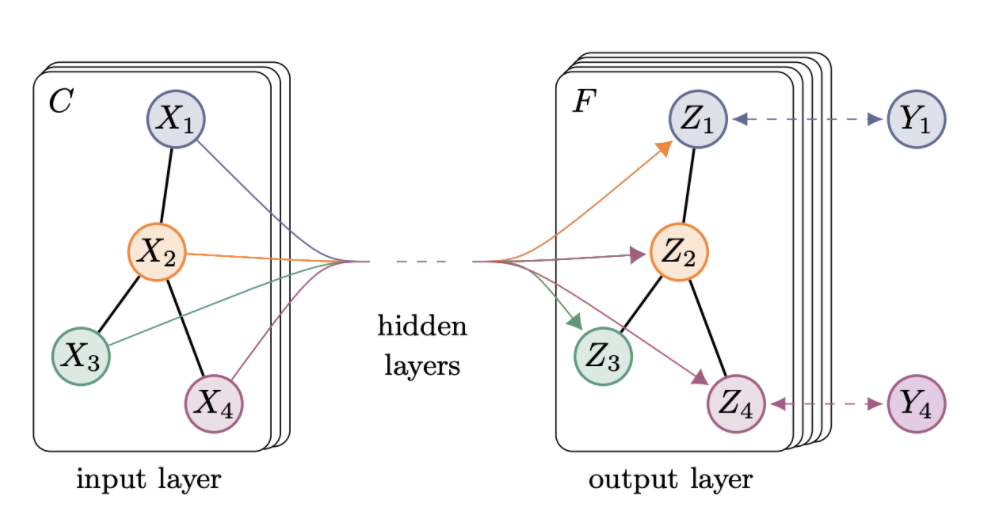 C
X₁
X₂
X₃
X₄
input layer
hidden
layers
F
Z₁
Z₂
Z₃
Z₄
output layer
Y₁
Y₄